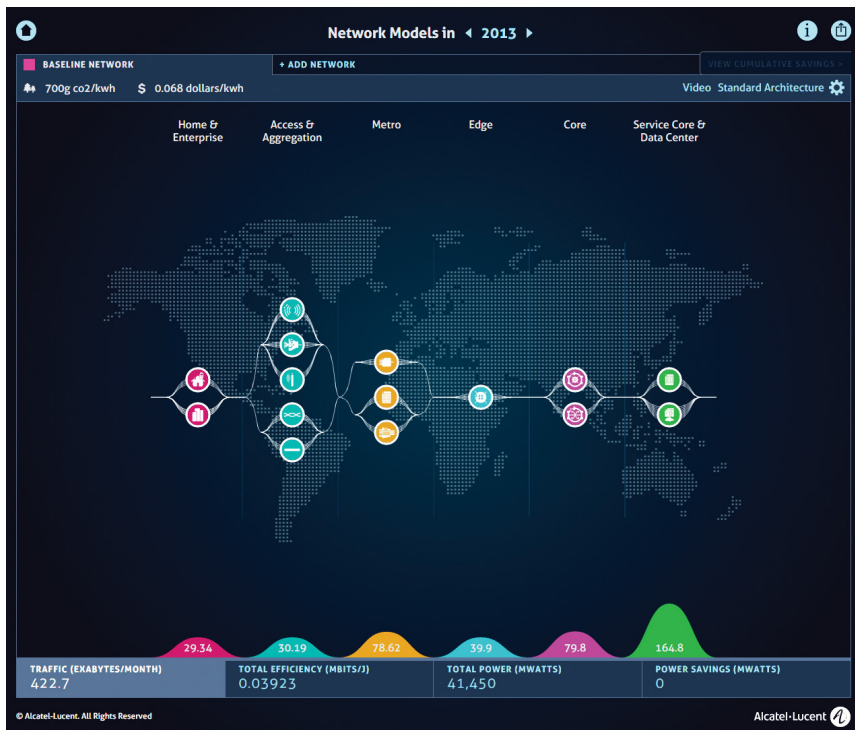 Network Models in 2013
BASELINE NETWORK
+ ADD NETWORK
VIEW CUMULATIVE SAVINGS >
700g co2/kwh
$ 0.068 dollars/kwh
Video Standard Architecture
Home &
Enterprise
Access &
Aggregation
Metro
Edge
Core
Service Core &
Data Center
29.34
30.19
78.62
39.9
79.8
164.8
TRAFFIC (EXABYTES/MONTH)
422.7
TOTAL EFFICIENCY (MBITS/J)
0.03923
TOTAL POWER (MWATTS)
41,450
POWER SAVINGS (MWATTS)
0
© Alcatel-Lucent. All Rights Reserved
Alcatel·Lucent